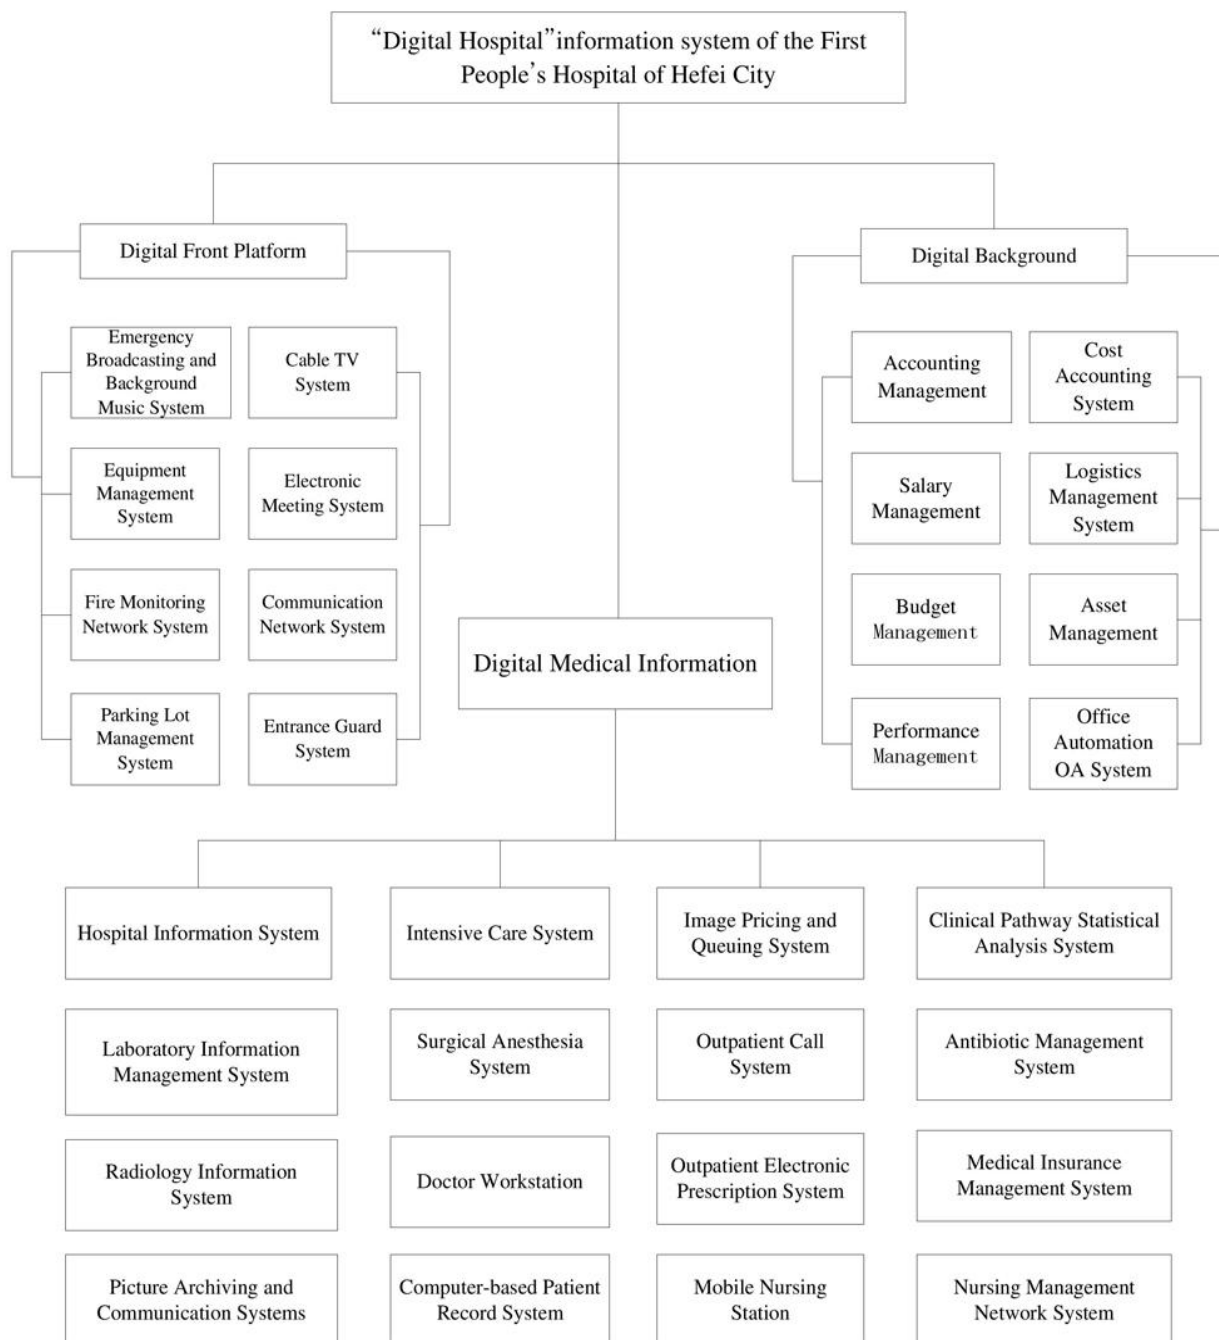 “Digital Hospital”information system of the First
People’s Hospital of Hefei City
Digital Front Platform
Digital Background
Emergency
Broadcasting and
Background
Music System
Cable TV
System
Equipment
Management
System
Electronic
Meeting System
Fire Monitoring
Network System
Communication
Network System
Parking Lot
Management
System
Entrance Guard
System
Accounting
Management
Cost
Accounting
System
Salary
Management
Logistics
Management
System
Budget
Management
Asset
Management
Performance
Management
Office
Automation
OA System
Digital Medical Information
Hospital Information System
Intensive Care System
Image Pricing and
Queuing System
Clinical Pathway Statistical
Analysis System
Laboratory Information
Management System
Surgical Anesthesia
System
Outpatient Call
System
Antibiotic Management
System
Radiology Information
System
Doctor Workstation
Outpatient Electronic
Prescription System
Medical Insurance
Management System
Picture Archiving and
Communication Systems
Computer-based Patient
Record System
Mobile Nursing
Station
Nursing Management
Network System